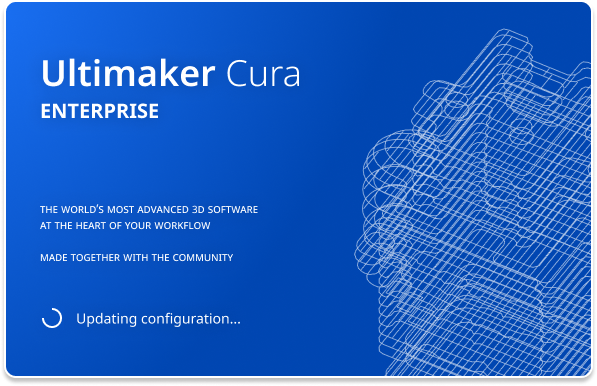 Ultimaker Cura
ENTERPRISE
THE WORLD'S MOST ADVANCED 3D SOFTWARE
AT THE HEART OF YOUR WORKFLOW
MADE TOGETHER WITH THE COMMUNITY
Updating configuration...